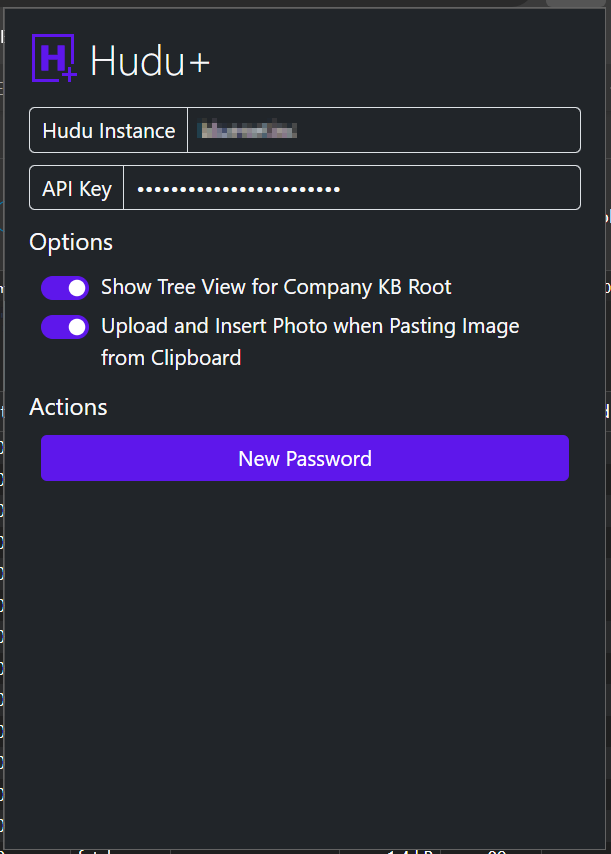 Hudu+
Hudu Instance
API Key ••••••••••••••••••••••••
Options
Show Tree View for Company KB Root
Upload and Insert Photo when Pasting Image
from Clipboard
Actions
New Password